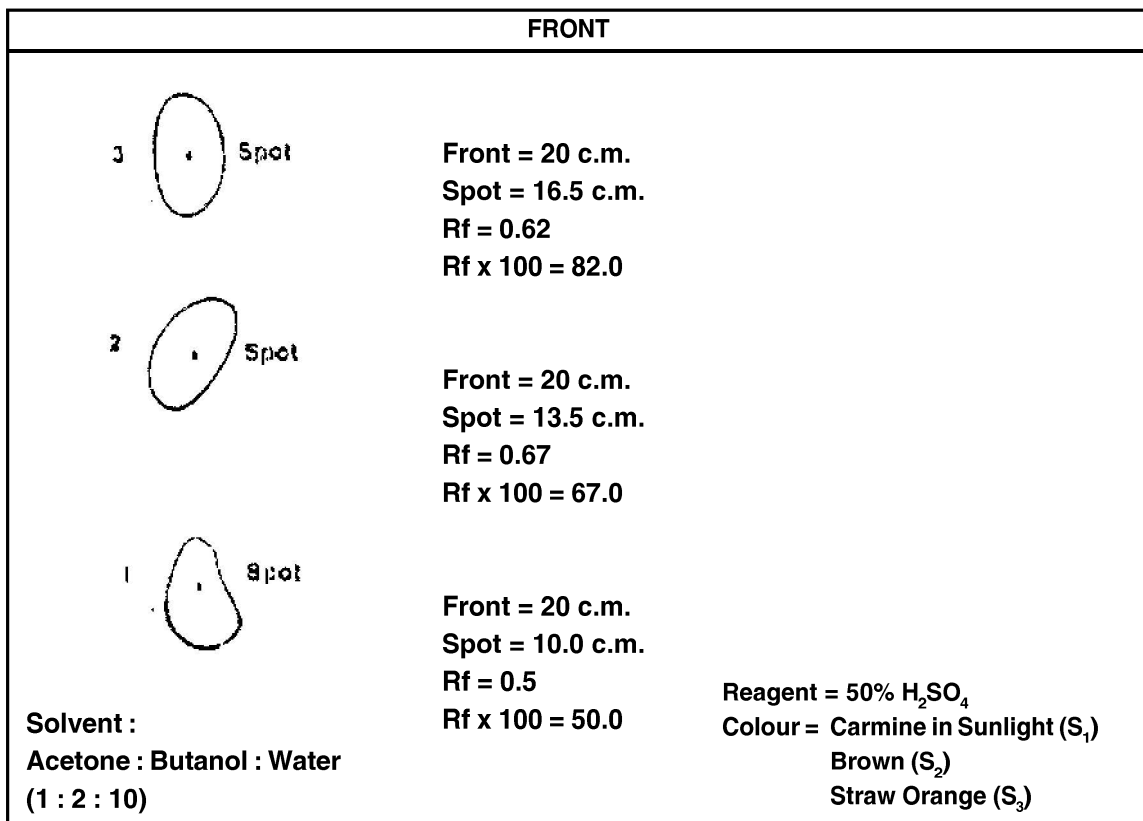 FRONT
3 Spot
Front = 20 c.m.
Spot = 16.5 c.m.
Rf = 0.62
Rf x 100 = 82.0
2 Spot
Front = 20 c.m.
Spot = 13.5 c.m.
Rf = 0.67
Rf x 100 = 67.0
1 Spot
Front = 20 c.m.
Spot = 10.0 c.m.
Rf = 0.5
Rf x 100 = 50.0
Solvent :
Acetone : Butanol : Water
(1 : 2 : 10)
Reagent = 50% H₂SO₄
Colour = Carmine in Sunlight (S₁)
Brown (S₂)
Straw Orange (S₃)